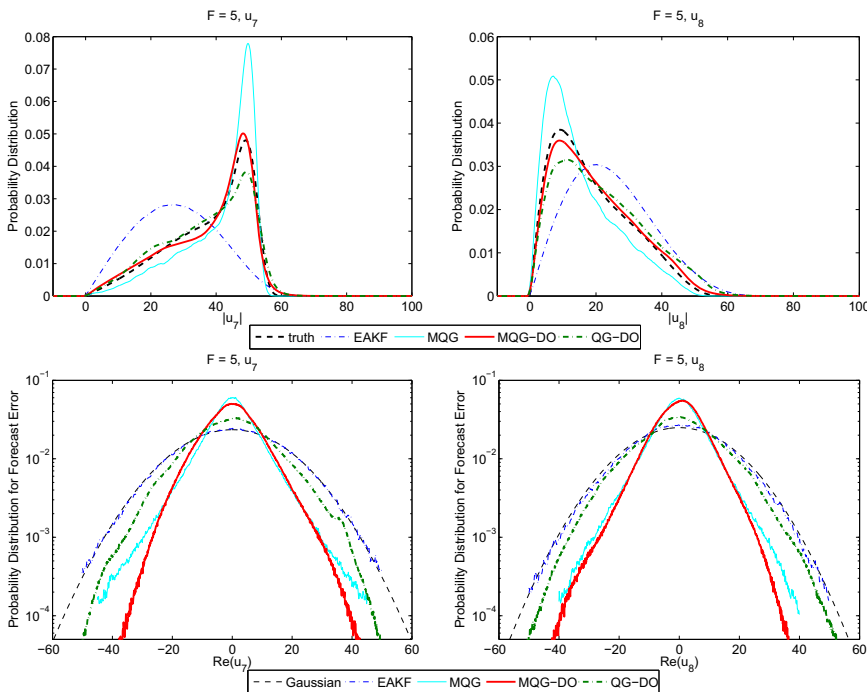 F = 5, u7
F = 5, u8
Probability Distribution
0.08
0.07
0.06
0.05
0.04
0.03
0.02
0.01
0
0 20 40 60 80 100
|u7|
Probability Distribution
0.06
0.05
0.04
0.03
0.02
0.01
0
0 20 40 60 80 100
|u8|
truth EAKF MQG MQG−DO QG−DO
F = 5, u7
F = 5, u8
Probability Distribution for Forecast Error
10−1
10−2
10−3
10−4
−60 −40 −20 0 20 40 60
Re(u7)
Probability Distribution for Forecast Error
10−1
10−2
10−3
10−4
−60 −40 −20 0 20 40 60
Re(u8)
Gaussian EAKF MQG MQG−DO QG−DO